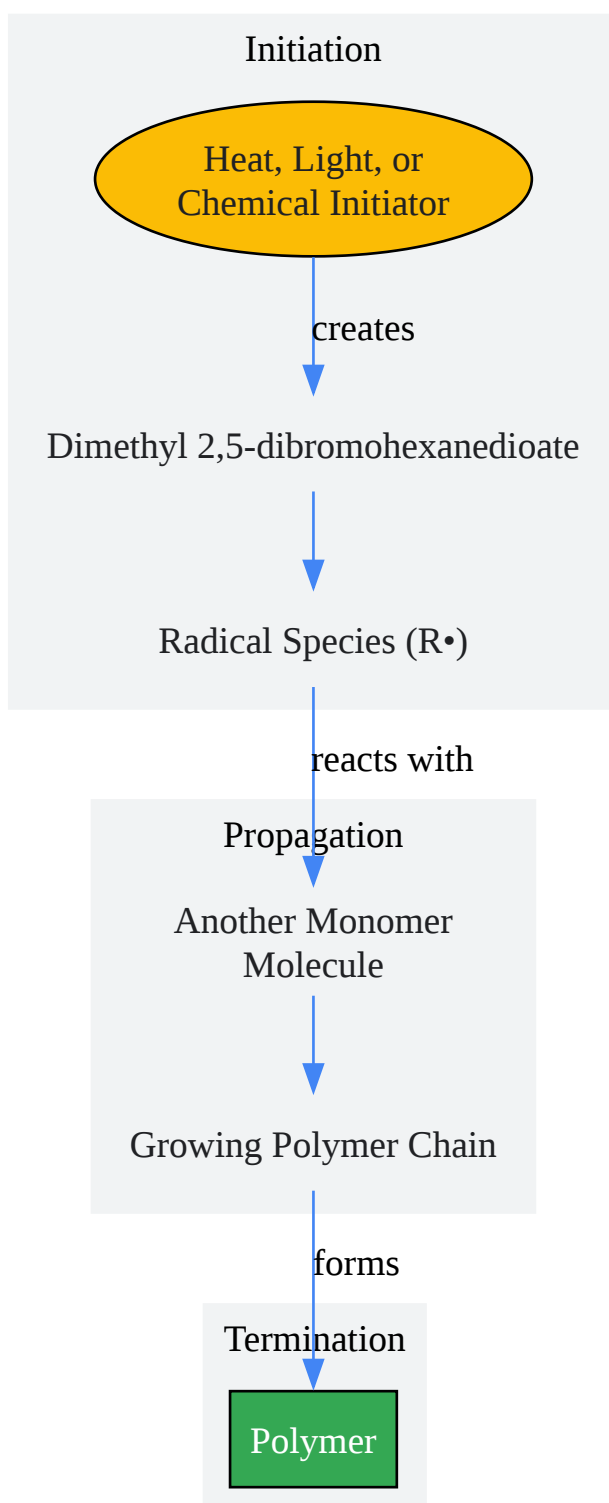 Initiation
Heat, Light, or
Chemical Initiator
creates
Dimethyl 2,5-dibromohexanedioate
Radical Species (R•)
reacts with
Propagation
Another Monomer
Molecule
Growing Polymer Chain
forms
Termination
Polymer